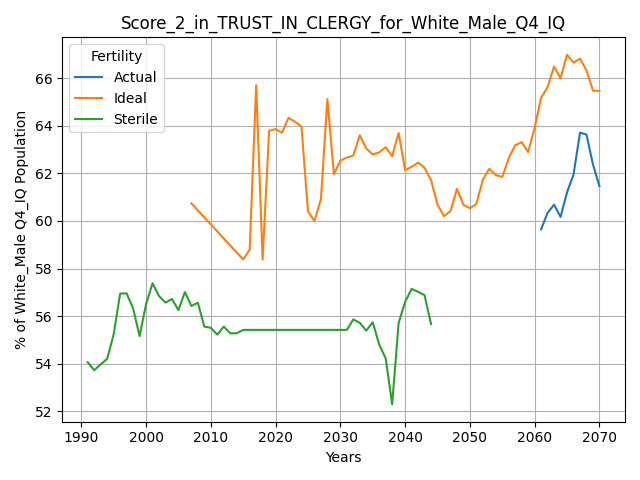 Score_2_in_TRUST_IN_CLERGY_for_White_Male_Q4_IQ
Fertility
Actual
Ideal
Sterile
% of White_Male Q4_IQ Population
66
64
62
60
58
56
54
52
1990 2000 2010 2020 2030 2040 2050 2060 2070
Years